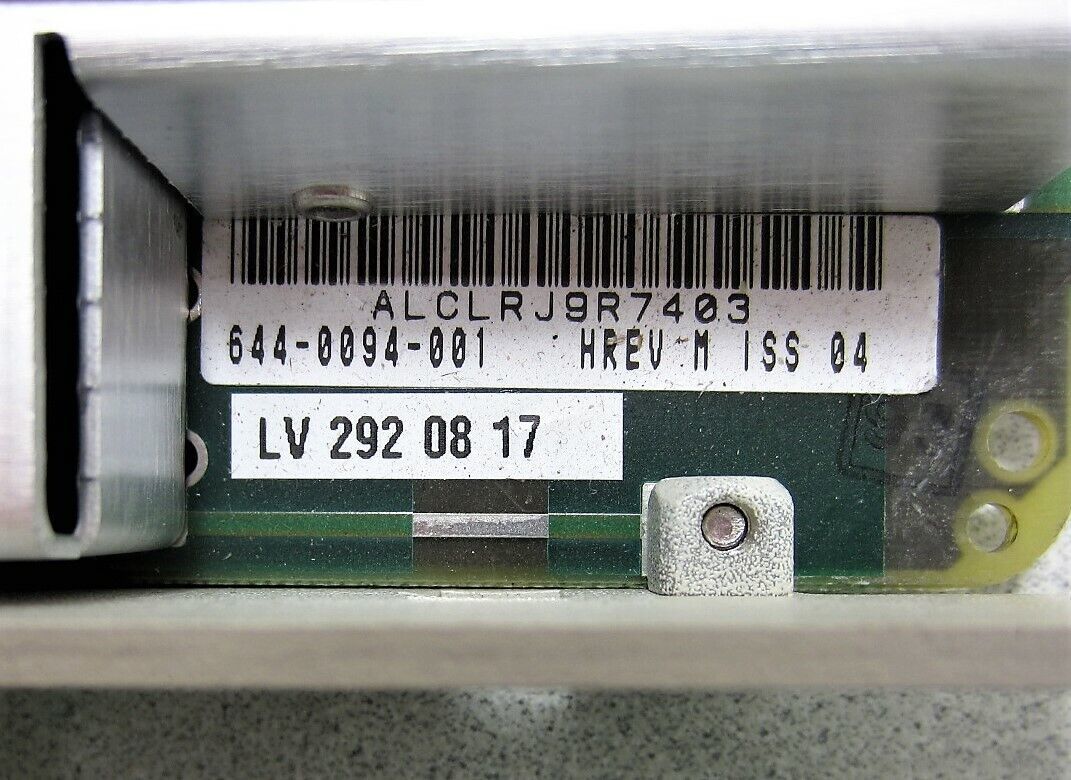 ALCLRJ9R7403
644-0094-001 HREV M ISS 04
LV 292 08 17